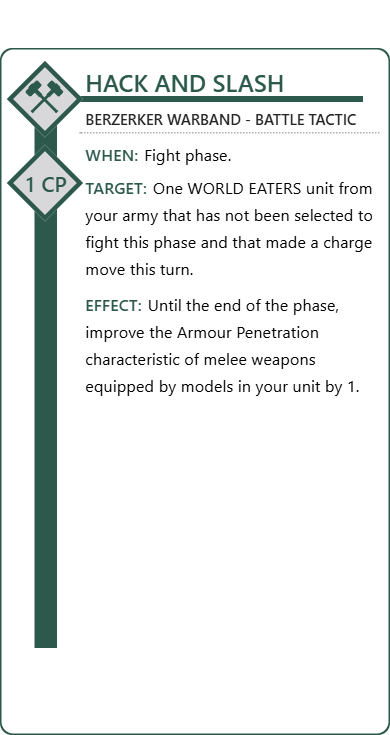 HACK AND SLASH
BERZERKER WARBAND - BATTLE TACTIC
WHEN: Fight phase.
1 CP
TARGET: One WORLD EATERS unit from
your army that has not been selected to
fight this phase and that made a charge
move this turn.
EFFECT: Until the end of the phase,
improve the Armour Penetration
characteristic of melee weapons
equipped by models in your unit by 1.